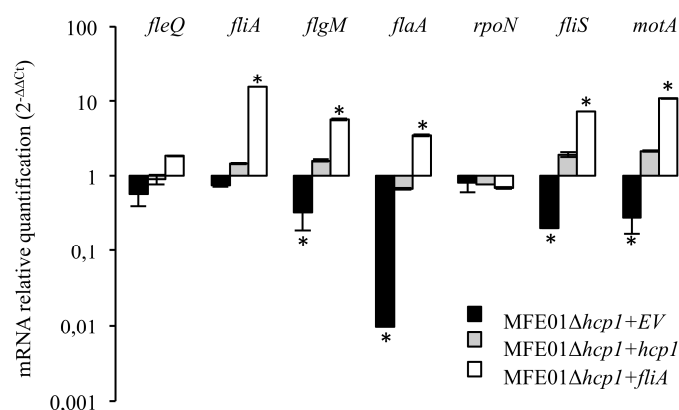 fleQ fliA flgM flaA rpoN fliS motA
mRNA relative quantification (2-ΔΔCt)
100
10
1
0,1
0,01
0,001
* * * * *
* * * *
MFE01Δhcp1+EV
MFE01Δhcp1+hcp1
MFE01Δhcp1+fliA